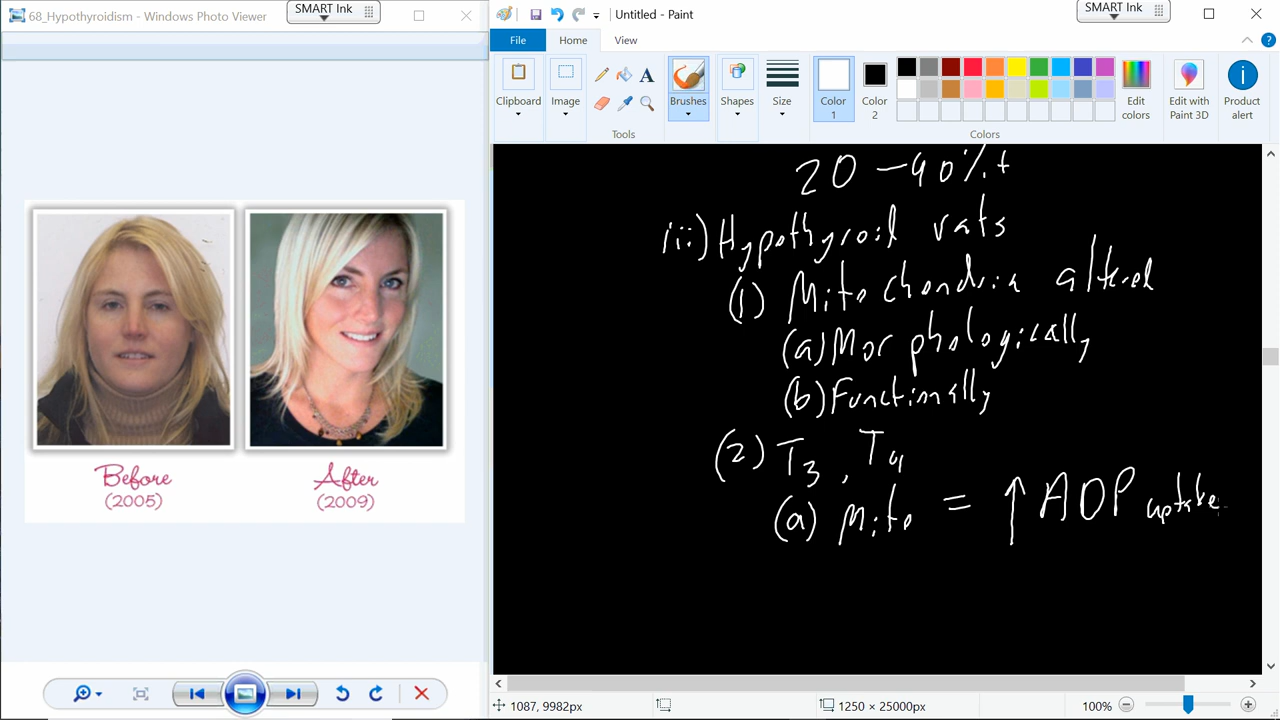 68_Hypothyroidism - Windows Photo Viewer
SMART Ink
Untitled - Paint
SMART Ink
File
Home
View
Clipboard
Image
Tools
Brushes
Shapes
Size
Color 1
Color 2
Edit colors
Edit with Paint 3D
Product alert
Colors
20 - 40%+
iii) Hypothyroid rats
(1) Mitochondria altered
(a) Morphologically
(b) Functionally
(2) T3, T4
(a) Mito = ↑ ADP uptake
Before
(2005)
After
(2009)
1087, 9982px
1250 × 25000px
100%